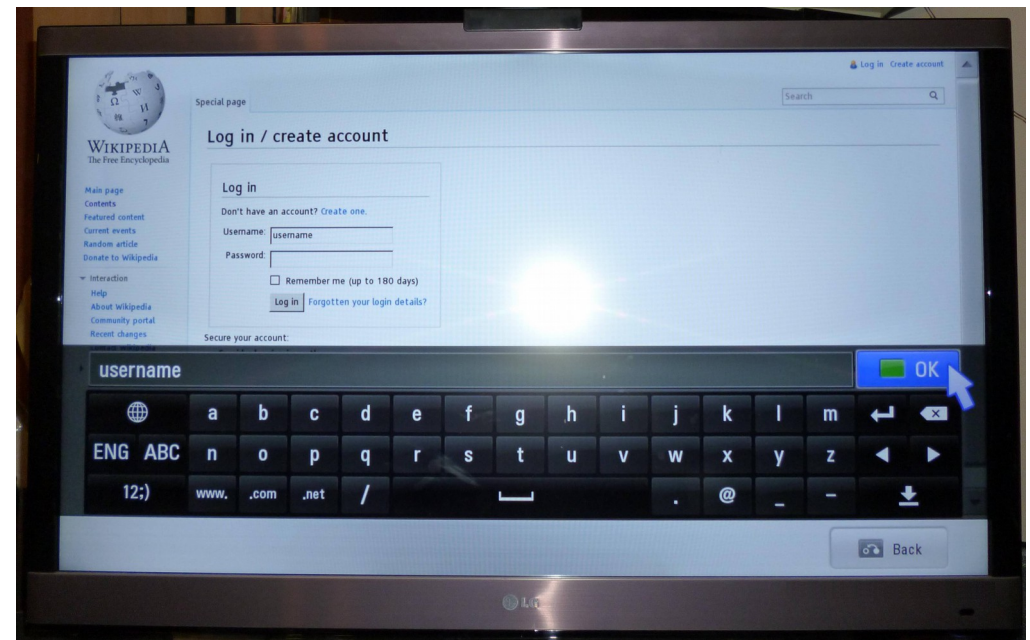 Log in Create account
Special page
Search
WIKIPEDIA
The Free Encyclopedia
Log in / create account
Main page
Contents
Featured content
Current events
Random article
Donate to Wikipedia
Interaction
Help
About Wikipedia
Community portal
Recent changes
Log in
Don't have an account? Create one.
Username: username
Password:
Remember me (up to 180 days)
Log in Forgotten your login details?
Secure your account:
username
OK
a b c d e f g h i j k l m
ENG ABC n o p q r s t u v w x y z
12;) www. .com .net / . @ _ -
Back
LG